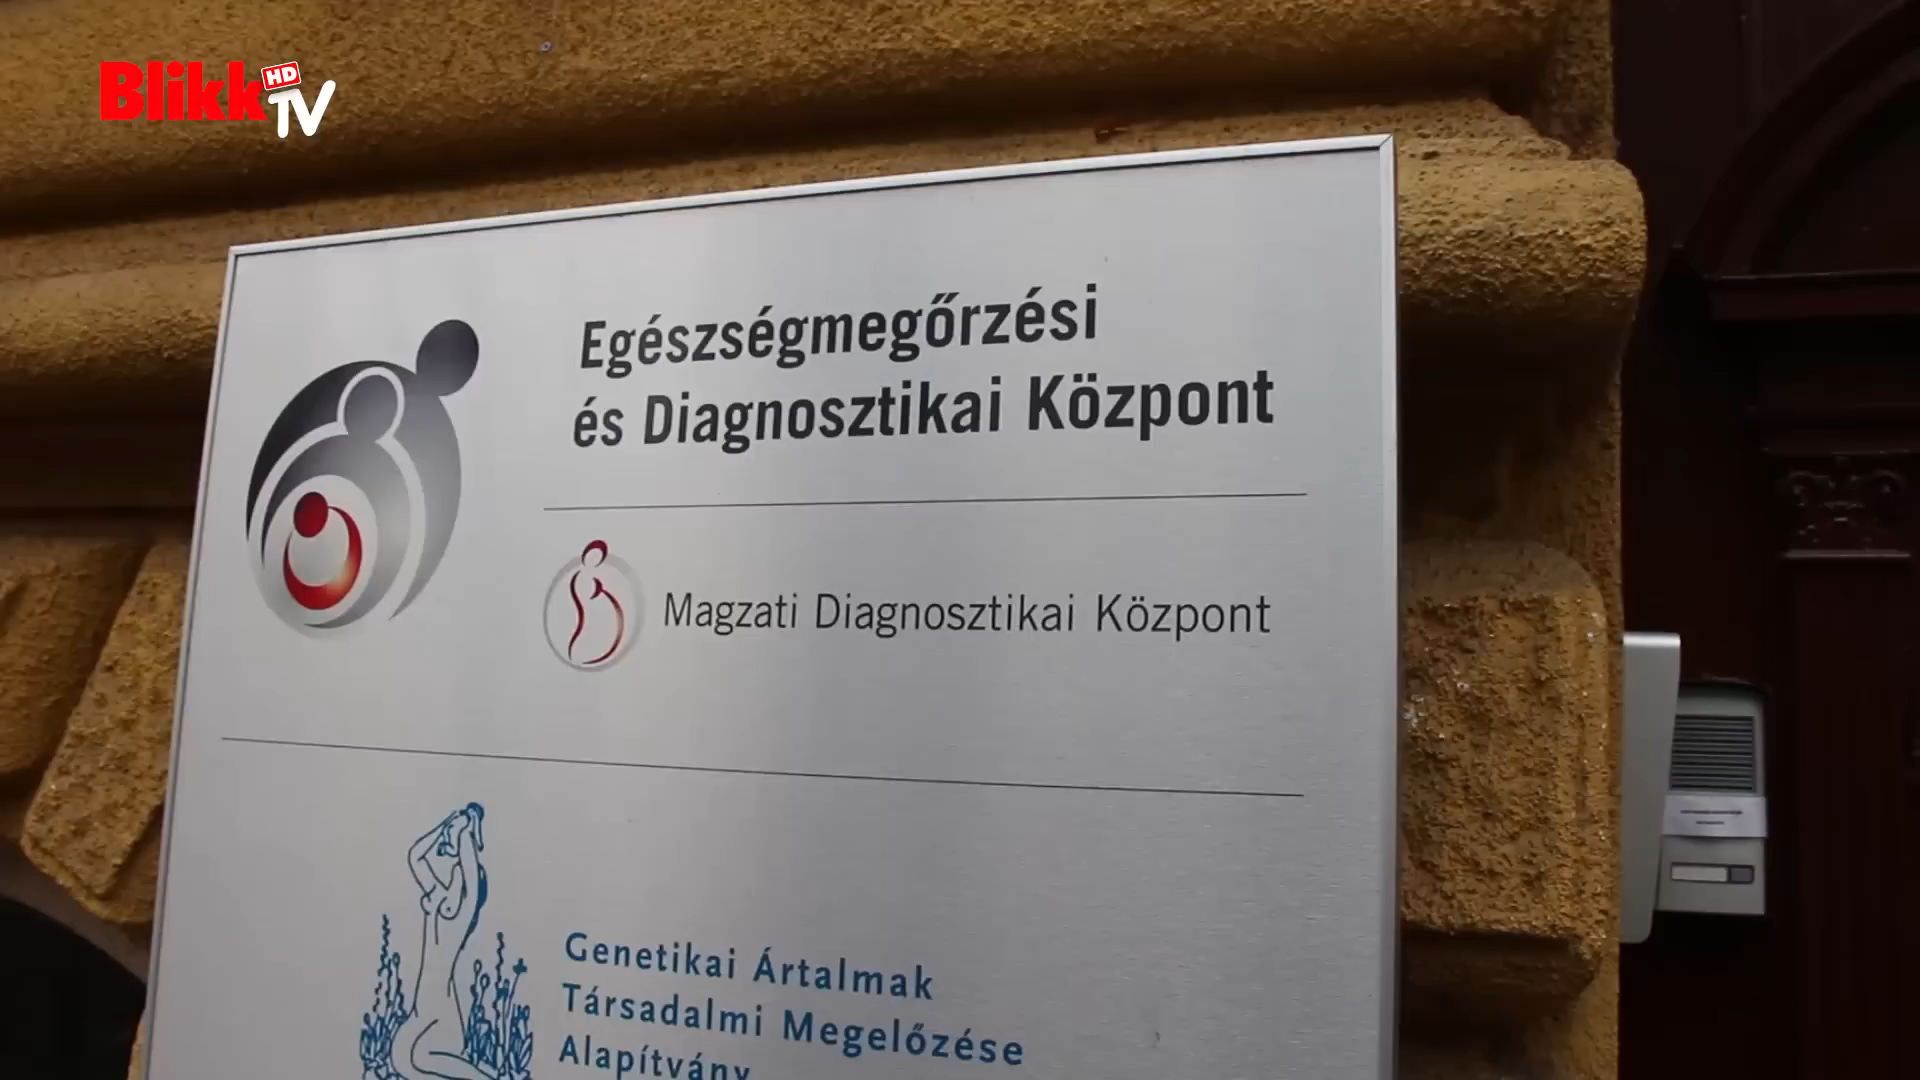 Blikk HD TV
Egészségmegőrzési
és Diagnosztikai Központ
Magzati Diagnosztikai Központ
Genetikai Ártalmak
Társadalmi Megelőzése
Alapítvány